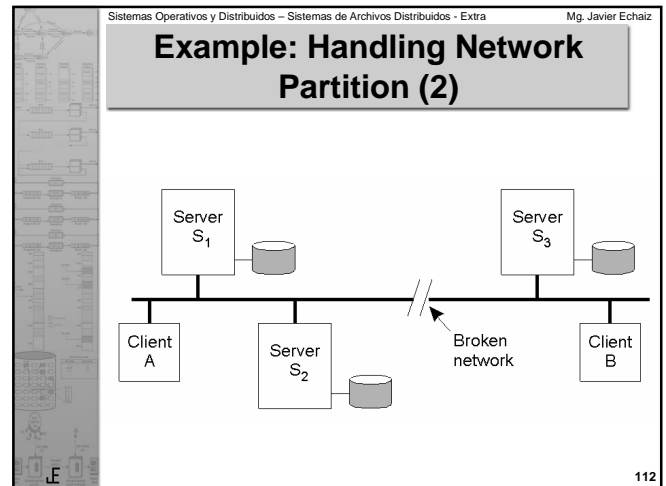 Sistemas Operativos y Distribuidos – Sistemas de Archivos Distribuidos - Extra Mg. Javier Echaiz
Example: Handling Network
Partition (2)
Server
S1
Server
S3
Client
A
Server
S2
Broken
network
Client
B
112